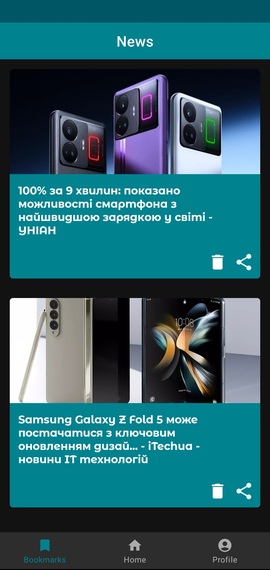 News
100% за 9 хвилин: показано
можливості смартфона з
найшвидшою зарядкою у світі -
УНІАН
Samsung Galaxy Z Fold 5 може
постачатися з ключовим
оновленням дизай... - iTechua -
новини IT технологій
Bookmarks
Home
Profile